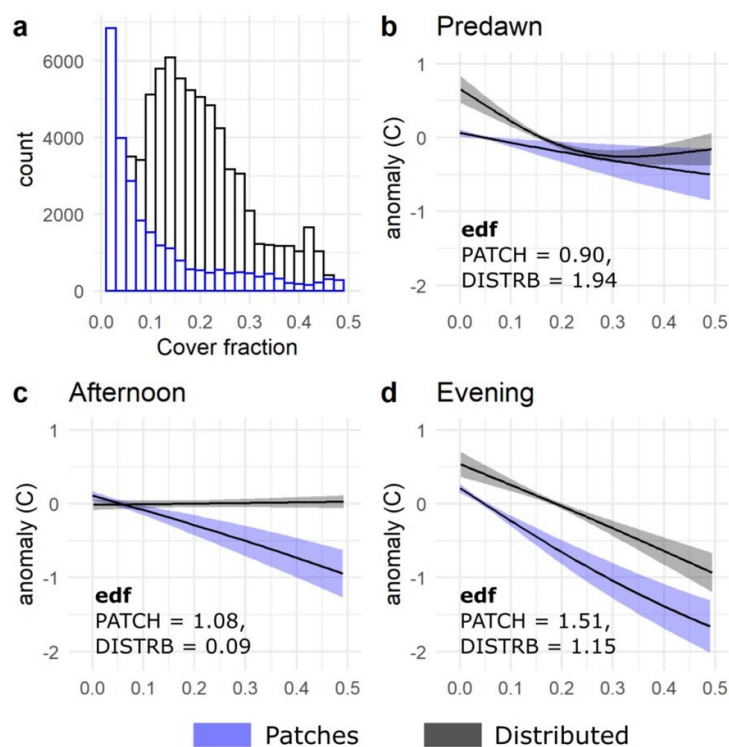 a
6000
4000
2000
0
count
0.0 0.1 0.2 0.3 0.4 0.5
Cover fraction
b Predawn
1
0
-1
-2
anomaly (C)
edf
PATCH = 0.90,
DISTRB = 1.94
0.0 0.1 0.2 0.3 0.4 0.5
c Afternoon
1
0
-1
-2
anomaly (C)
edf
PATCH = 1.08,
DISTRB = 0.09
0.0 0.1 0.2 0.3 0.4 0.5
d Evening
1
0
-1
-2
anomaly (C)
edf
PATCH = 1.51,
DISTRB = 1.15
0.0 0.1 0.2 0.3 0.4 0.5
Patches Distributed